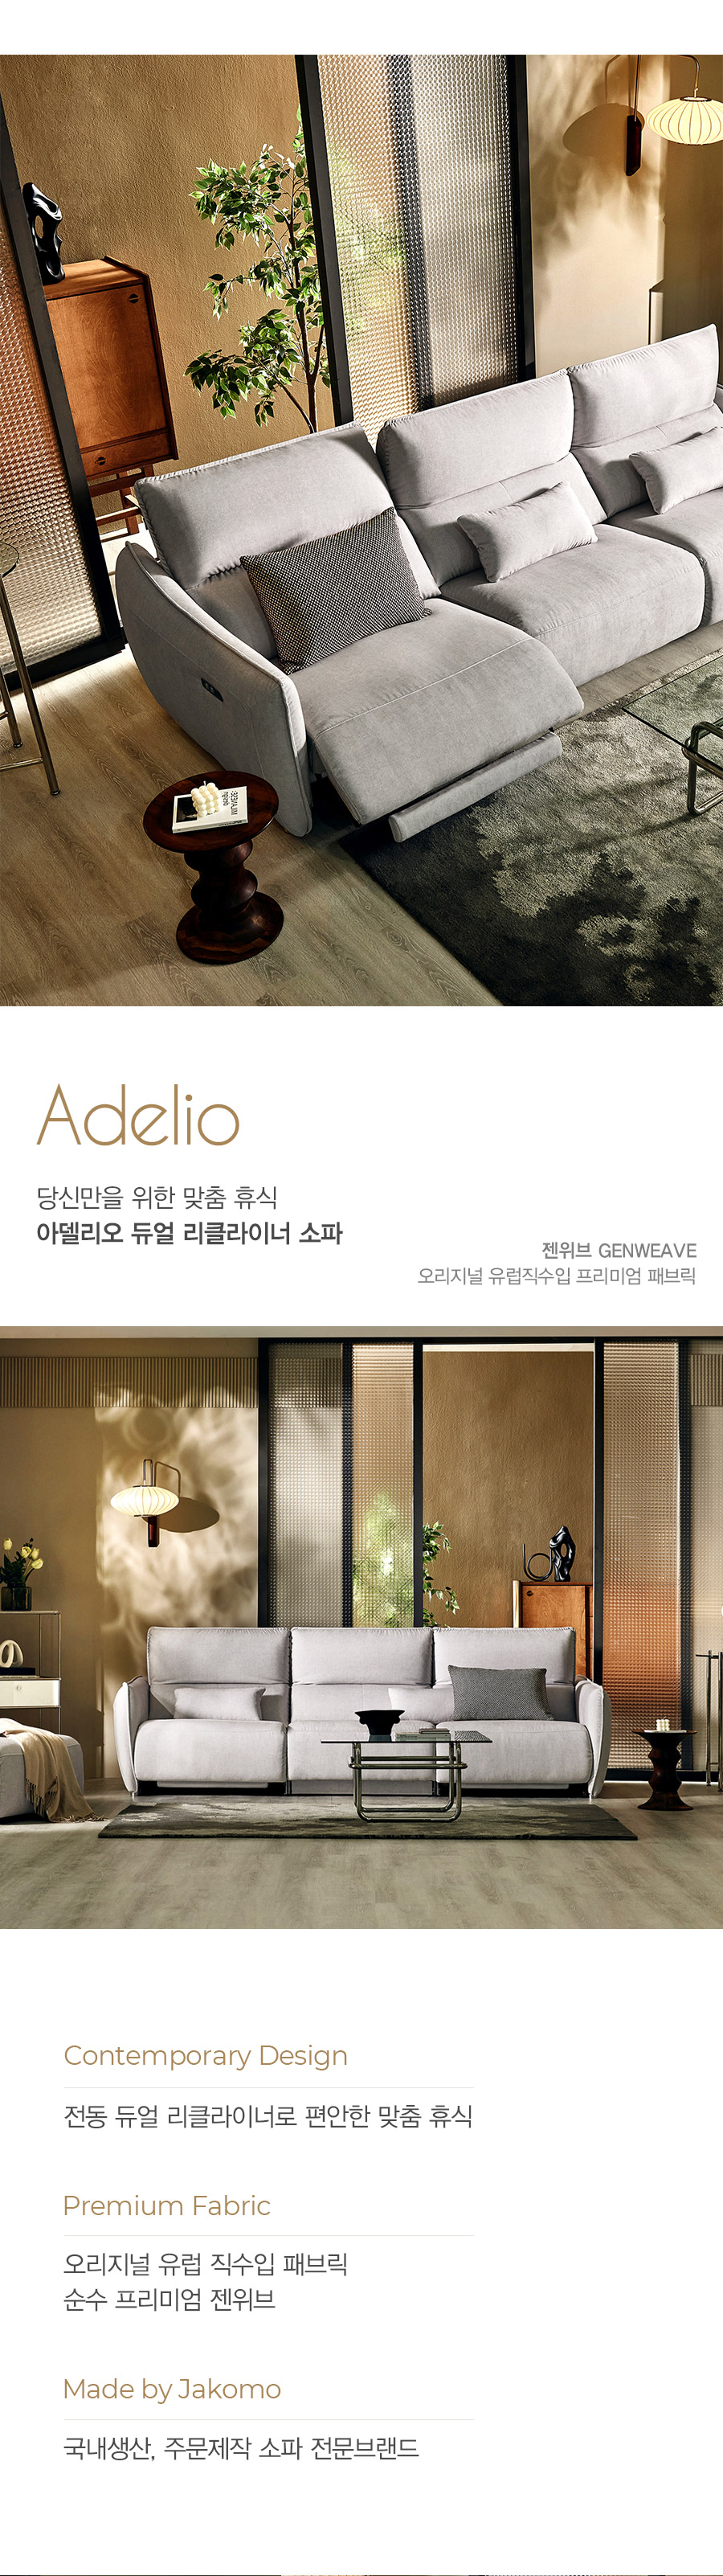 Adelio
당신만을 위한 맞춤 휴식
아델리오 듀얼 리클라이너 소파
젠위브 GENWEAVE
오리지널 유럽직수입 프리미엄 패브릭
Contemporary Design
전동 듀얼 리클라이너로 편안한 맞춤 휴식
Premium Fabric
오리지널 유럽 직수입 패브릭
순수 프리미엄 젠위브
Made by Jakomo
국내생산, 주문제작 소파 전문브랜드